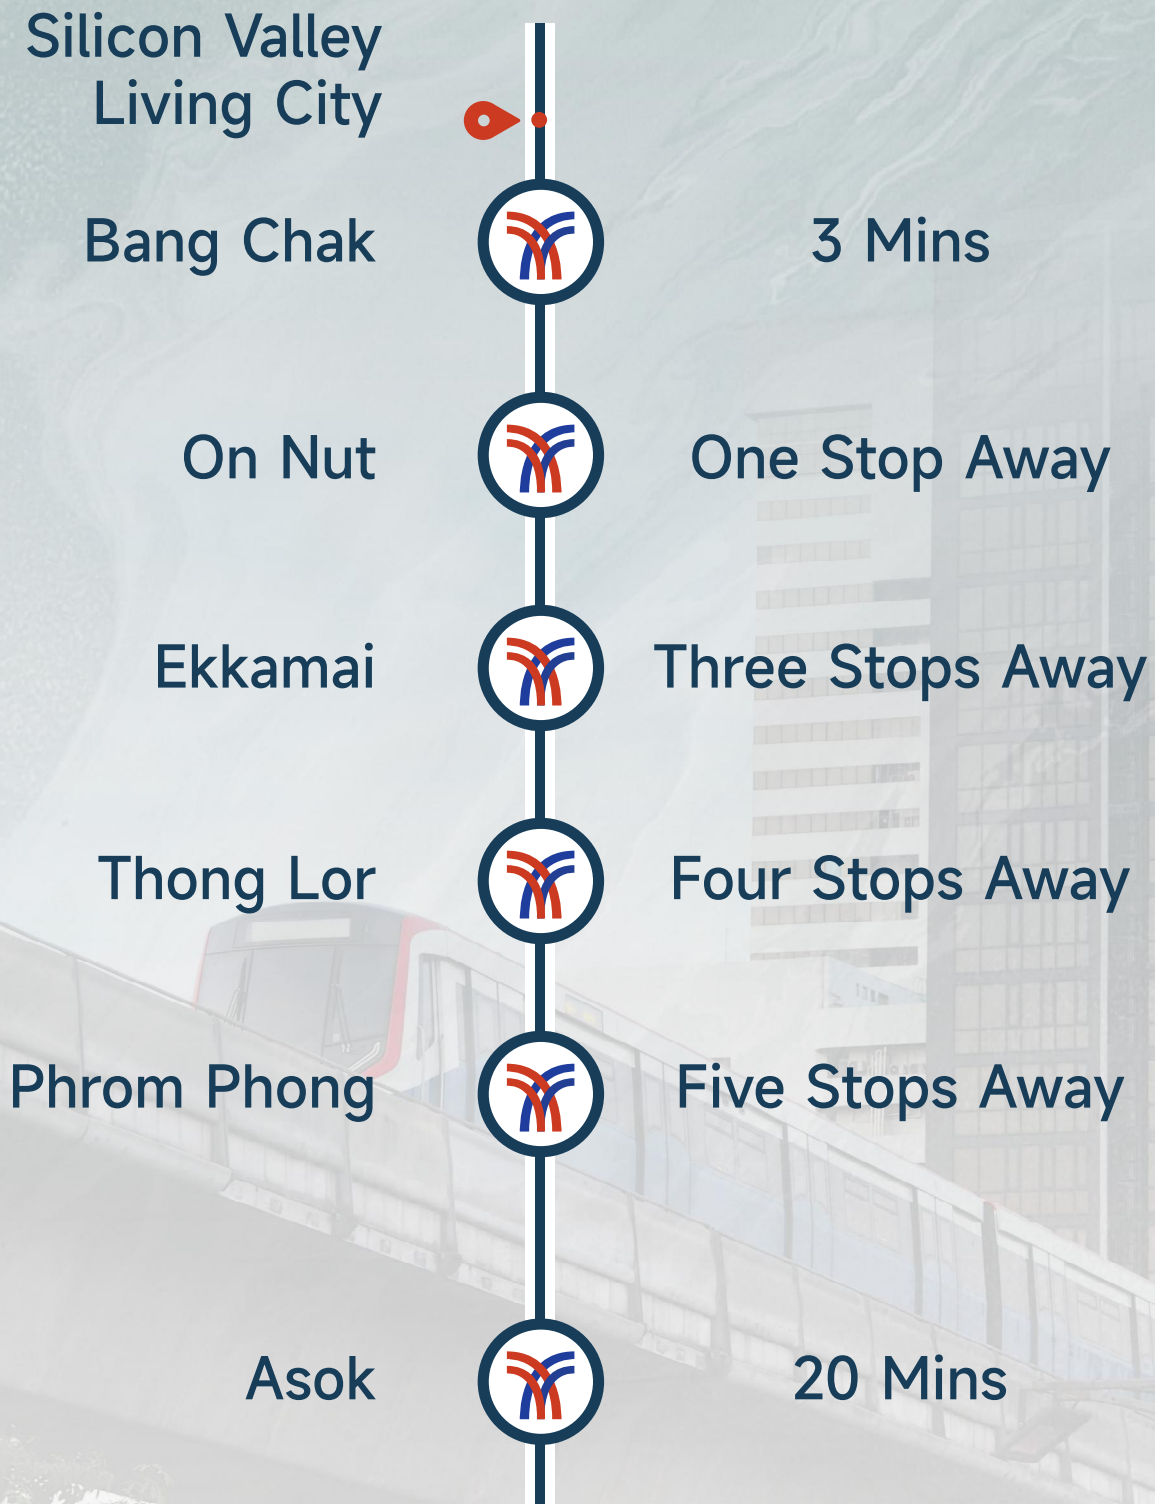 Silicon Valley
Living City
Bang Chak
3 Mins
On Nut
One Stop Away
Ekkamai
Three Stops Away
Thong Lor
Four Stops Away
Phrom Phong
Five Stops Away
Asok
20 Mins